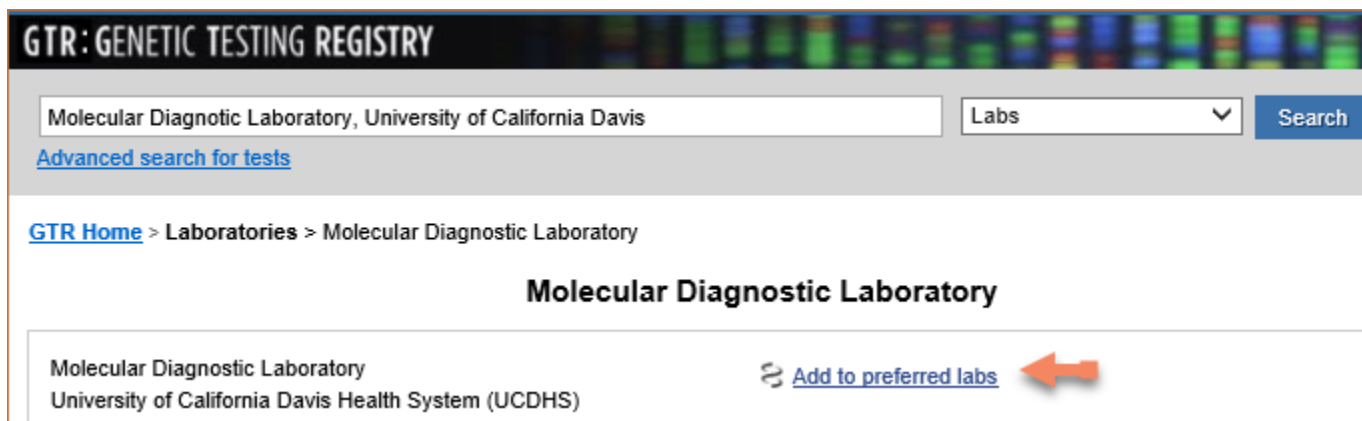 GTR: GENETIC TESTING REGISTRY
Molecular Diagnotic Laboratory, University of California Davis
Labs
Search
Advanced search for tests
GTR Home > Laboratories > Molecular Diagnostic Laboratory
Molecular Diagnostic Laboratory
Molecular Diagnostic Laboratory
Add to preferred labs
University of California Davis Health System (UCDHS)